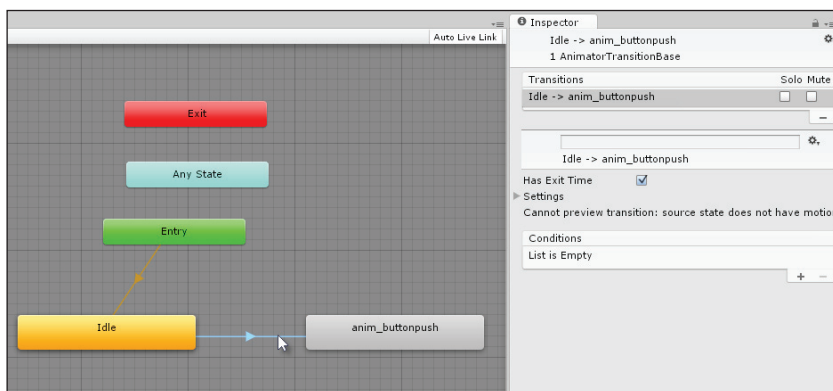 Auto Live Link
Exit
Any State
Entry
Idle
anim_buttonpush
Inspector
Idle -> anim_buttonpush
1 AnimatorTransitionBase
Transitions Solo Mute
Idle -> anim_buttonpush
Idle -> anim_buttonpush
Has Exit Time
Settings
Cannot preview transition: source state does not have motio
Conditions
List is Empty